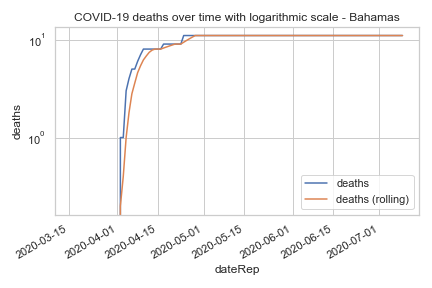 COVID-19 deaths over time with logarithmic scale - Bahamas
10¹
10⁰
deaths
deaths
deaths (rolling)
2020-03-15
2020-04-01
2020-04-15
2020-05-01
2020-05-15
2020-06-01
2020-06-15
2020-07-01
dateRep